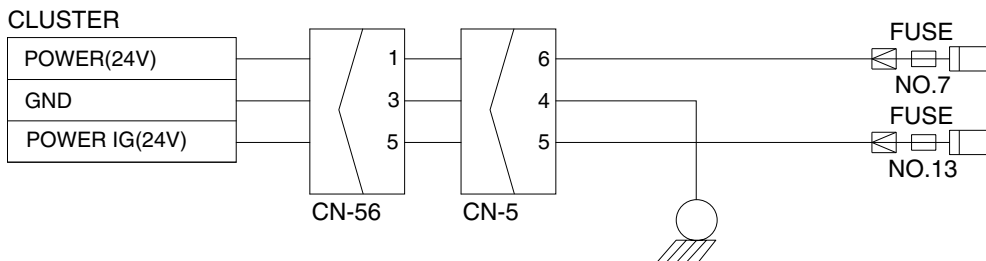 CLUSTER
POWER(24V)
GND
POWER IG(24V)
1
3
5
CN-56
6
4
5
CN-5
FUSE
NO.7
FUSE
NO.13